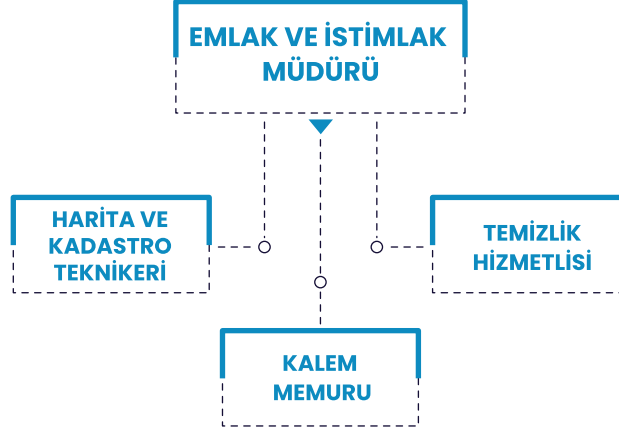 EMLAK VE İSTİMLAK
MÜDÜRÜ
HARİTA VE
KADASTRO
TEKNİKERİ
TEMİZLİK
HİZMETLİSİ
KALEM
MEMURU